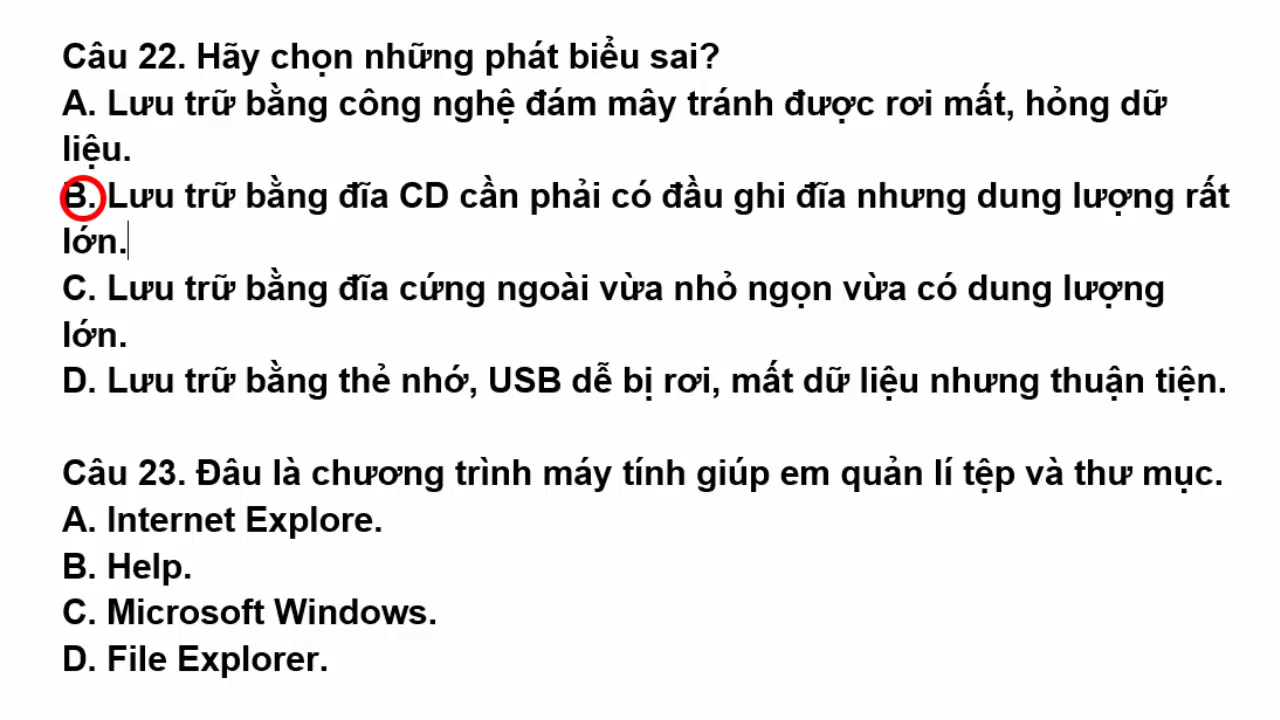 Câu 22. Hãy chọn những phát biểu sai?
A. Lưu trữ bằng công nghệ đám mây tránh được rơi mất, hỏng dữ
liệu.
B. Lưu trữ bằng đĩa CD cần phải có đầu ghi đĩa nhưng dung lượng rất
lớn.
C. Lưu trữ bằng đĩa cứng ngoài vừa nhỏ ngọn vừa có dung lượng
lớn.
D. Lưu trữ bằng thẻ nhớ, USB dễ bị rơi, mất dữ liệu nhưng thuận tiện.
Câu 23. Đâu là chương trình máy tính giúp em quản lí tệp và thư mục.
A. Internet Explore.
B. Help.
C. Microsoft Windows.
D. File Explorer.